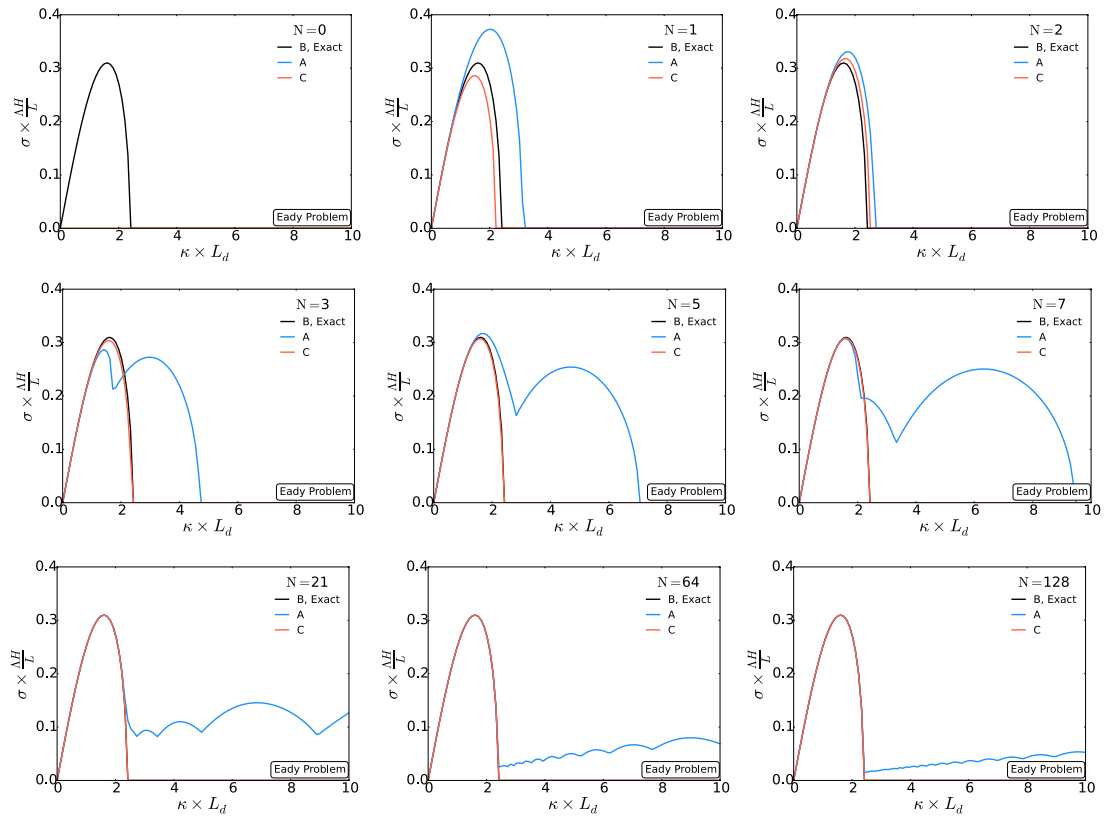 N=0
B, Exact
A
C
Eady Problem
σ × ΛH/L
κ × L_d
0.0 0.1 0.2 0.3 0.4
0 2 4 6 8 10
N=1
B, Exact
A
C
Eady Problem
σ × ΛH/L
κ × L_d
0.0 0.1 0.2 0.3 0.4
0 2 4 6 8 10
N=2
B, Exact
A
C
Eady Problem
σ × ΛH/L
κ × L_d
0.0 0.1 0.2 0.3 0.4
0 2 4 6 8 10
N=3
B, Exact
A
C
Eady Problem
σ × ΛH/L
κ × L_d
0.0 0.1 0.2 0.3 0.4
0 2 4 6 8 10
N=5
B, Exact
A
C
Eady Problem
σ × ΛH/L
κ × L_d
0.0 0.1 0.2 0.3 0.4
0 2 4 6 8 10
N=7
B, Exact
A
C
Eady Problem
σ × ΛH/L
κ × L_d
0.0 0.1 0.2 0.3 0.4
0 2 4 6 8 10
N=21
B, Exact
A
C
Eady Problem
σ × ΛH/L
κ × L_d
0.0 0.1 0.2 0.3 0.4
0 2 4 6 8 10
N=64
B, Exact
A
C
Eady Problem
σ × ΛH/L
κ × L_d
0.0 0.1 0.2 0.3 0.4
0 2 4 6 8 10
N=128
B, Exact
A
C
Eady Problem
σ × ΛH/L
κ × L_d
0.0 0.1 0.2 0.3 0.4
0 2 4 6 8 10